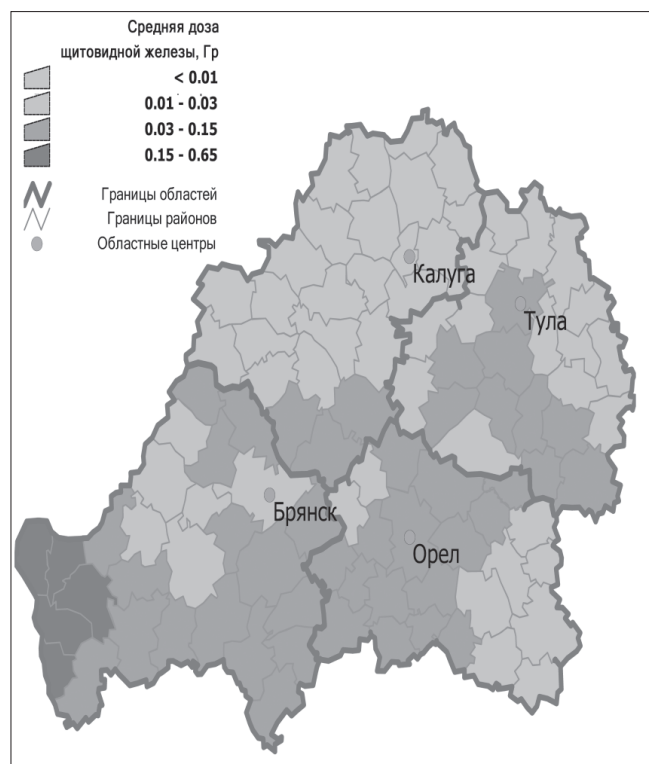 Средняя доза
щитовидной железы, Гр
< 0.01
0.01 - 0.03
0.03 - 0.15
0.15 - 0.65
Границы областей
Границы районов
Областные центры
Калуга
Тула
Брянск
Орел